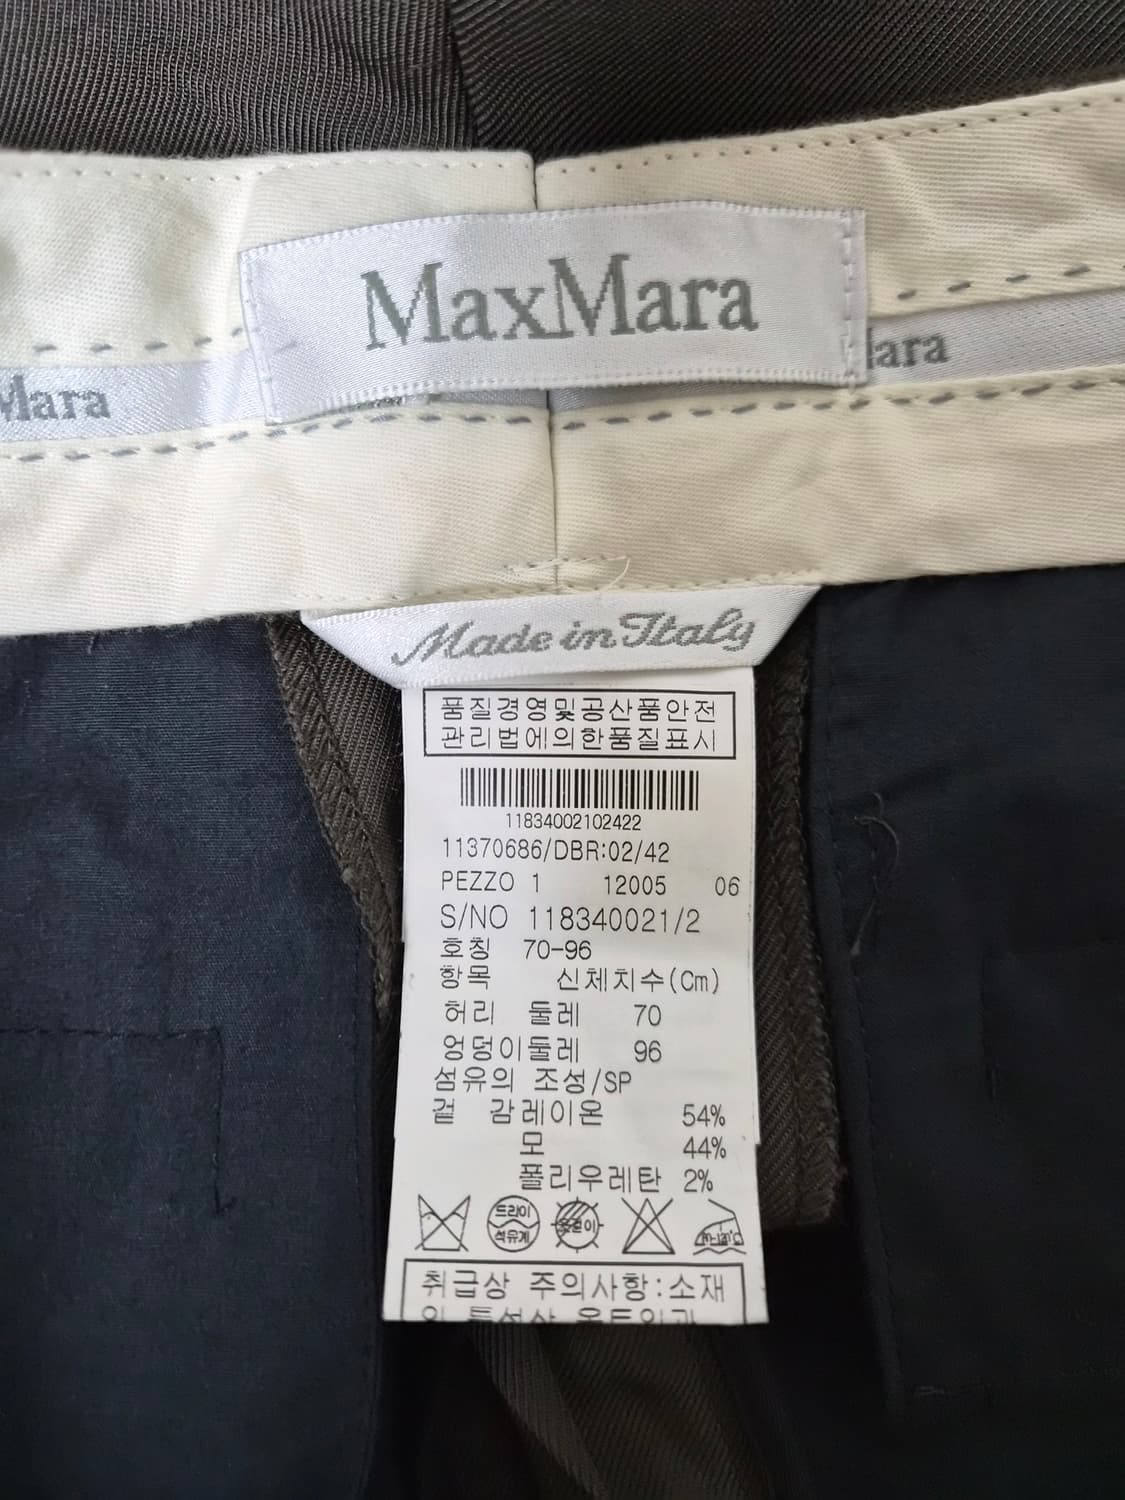 MaxMara
Mara
Mara
Made in Italy
품질경영및공산품안전
관리법에의한품질표시
11834002102422
11370686/DBR:02/42
PEZZO 1 12005 06
S/NO 118340021/2
호칭 70-96
항목 신체치수(Cm)
허리 둘레 70
엉덩이둘레 96
섬유의 조성/SP
겉 감레이온 54%
모 44%
폴리우레탄 2%
드라이
석유계
취급상 주의사항:소재